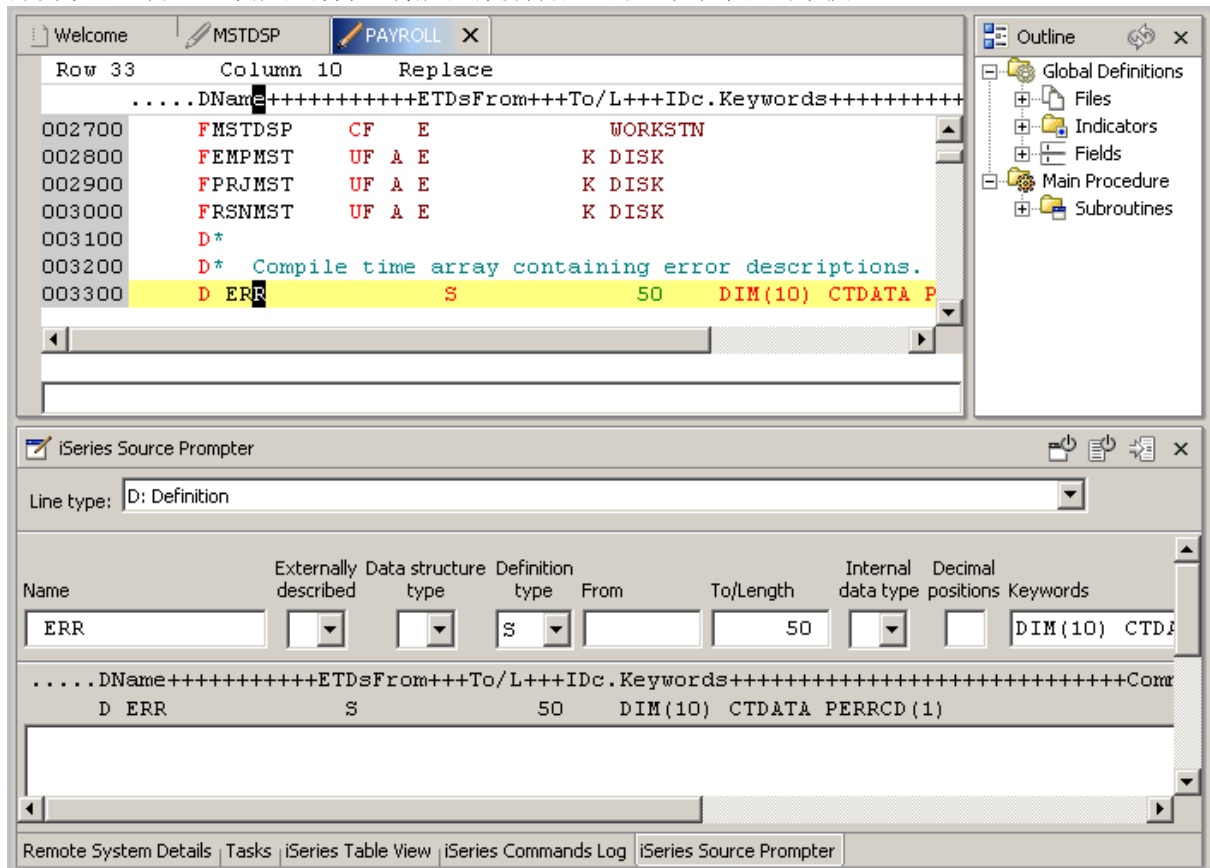 Welcome MSTDSP PAYROLL
Row 33 Column 10 Replace
.....DName+++++++++++ETDsFrom+++To/L+++IDc.Keywords++++++++++
002700 FMSTDSP CF E WORKSTN
002800 FEMPMST UF A E K DISK
002900 FPRJMST UF A E K DISK
003000 FRSNMST UF A E K DISK
003100 D*
003200 D* Compile time array containing error descriptions.
003300 D ERR S 50 DIM(10) CTDATA P
Outline
Global Definitions
Files
Indicators
Fields
Main Procedure
Subroutines
iSeries Source Prompter
Line type: D: Definition
Name Externally described Data structure type Definition type From To/Length Internal data type Decimal positions Keywords
ERR S 50 DIM(10) CTDA
.....DName+++++++++++ETDsFrom+++To/L+++IDc.Keywords+++++++++++++++++++++++++++++Comm
D ERR S 50 DIM(10) CTDATA PERRCD(1)
Remote System Details Tasks iSeries Table View iSeries Commands Log iSeries Source Prompter